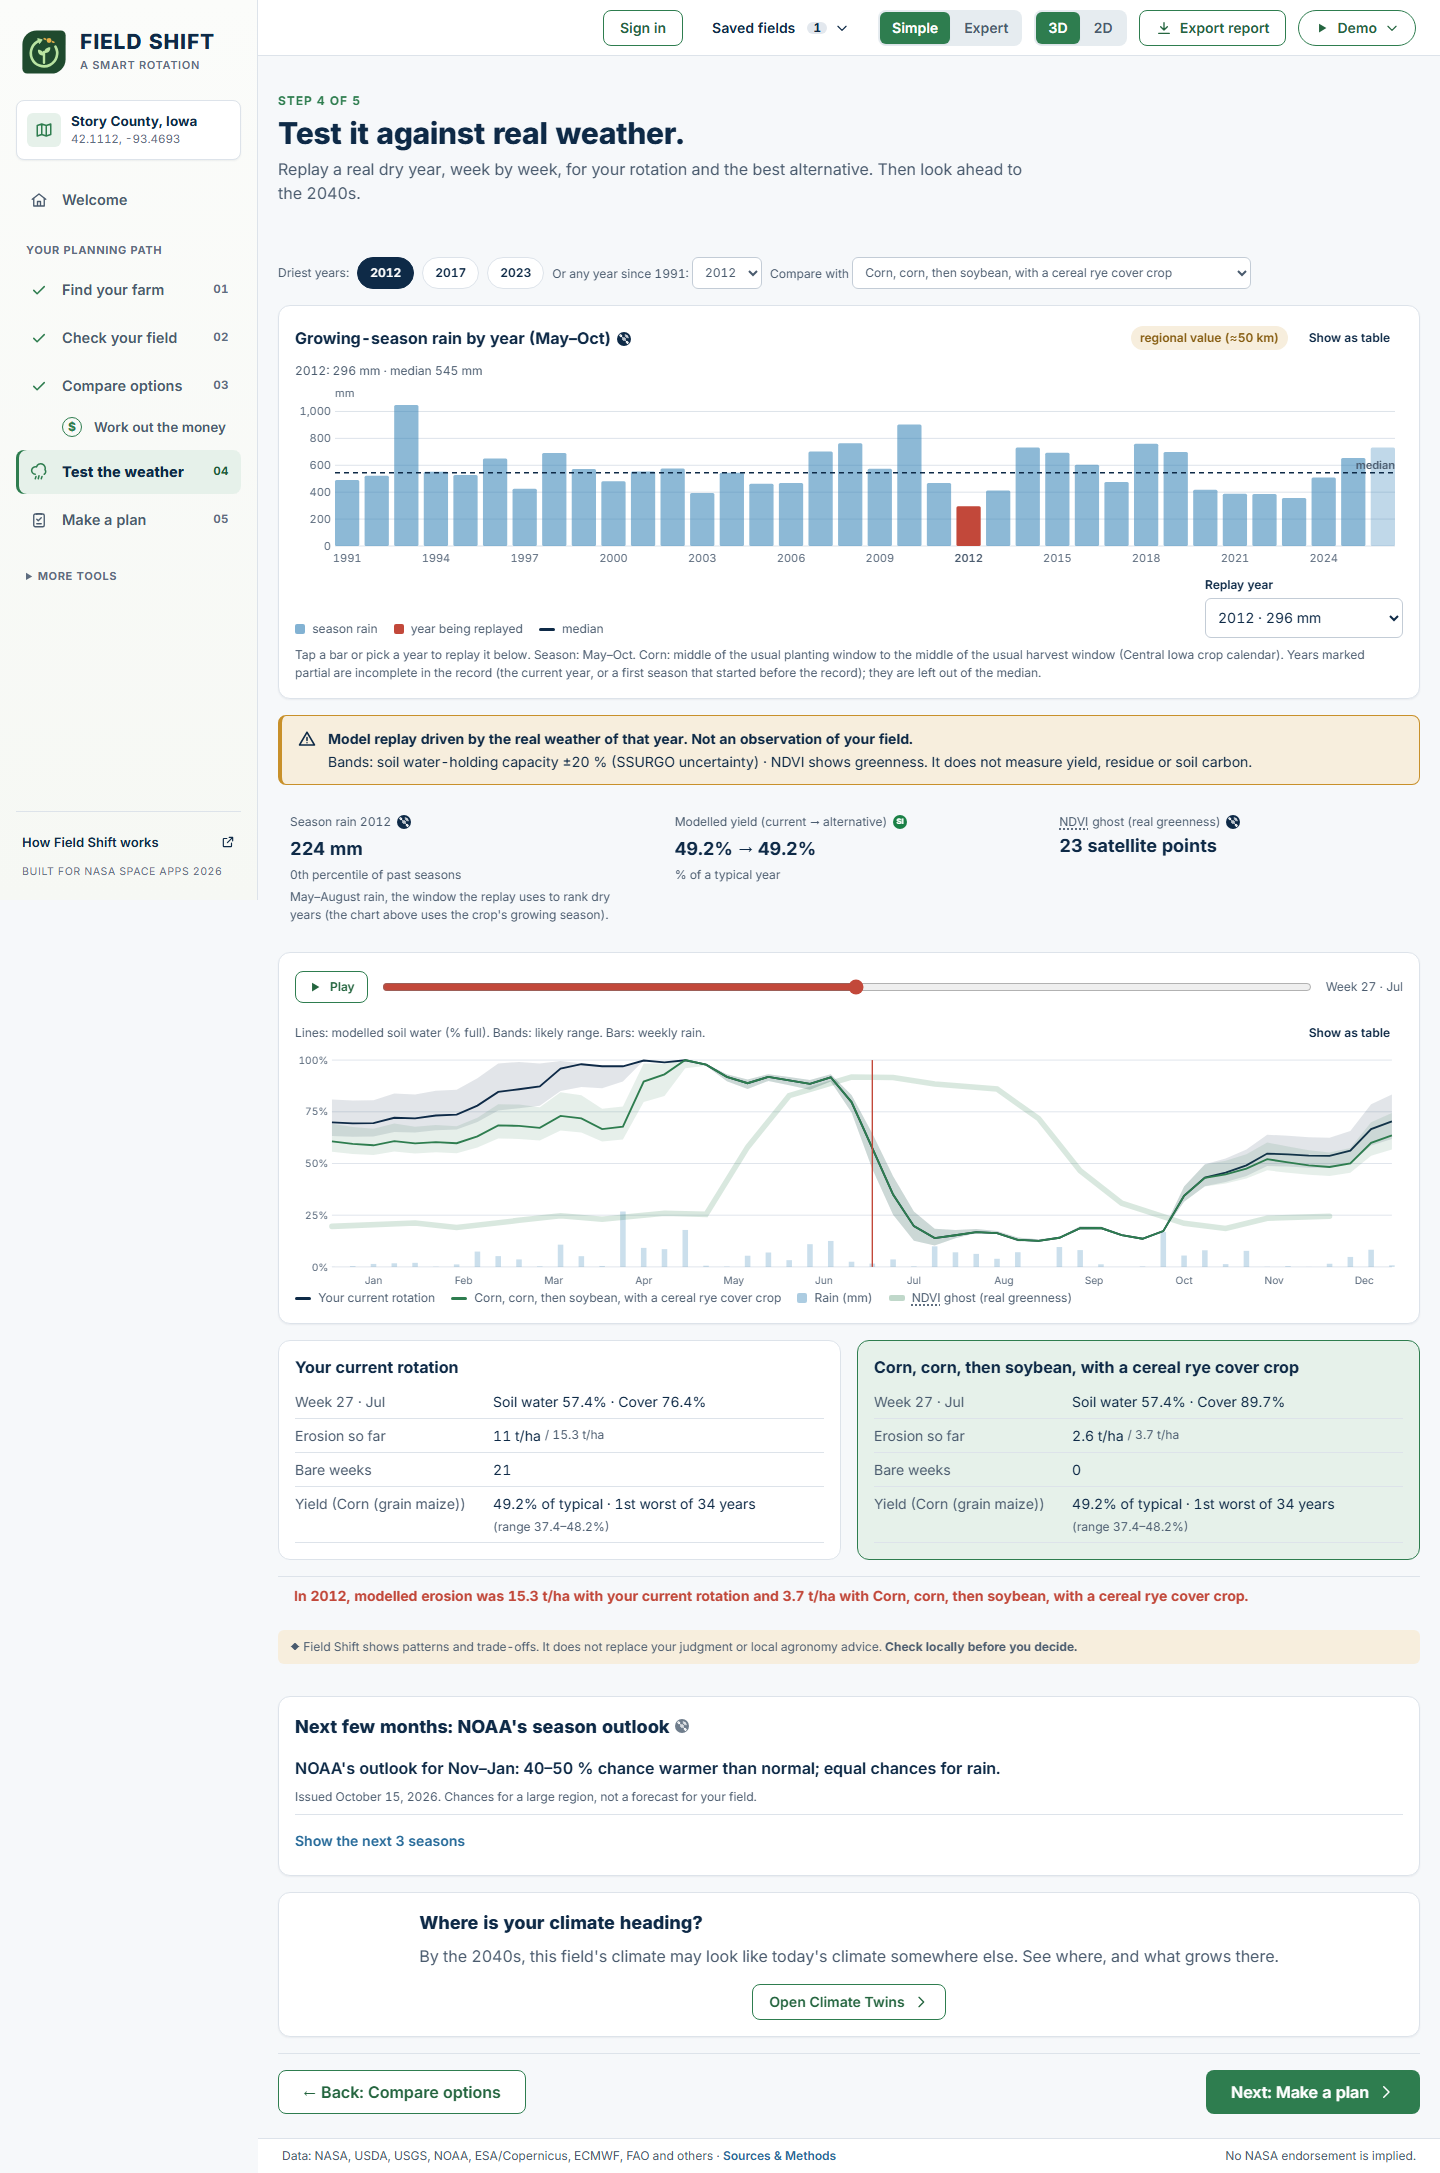 FIELD SHIFT
A SMART ROTATION
Story County, Iowa
42.1112, -93.4693
Welcome
YOUR PLANNING PATH
Find your farm 01
Check your field 02
Compare options 03
$ Work out the money
Test the weather 04
Make a plan 05
MORE TOOLS
How Field Shift works
BUILT FOR NASA SPACE APPS 2026
Sign in
Saved fields 1
Simple Expert
3D 2D
Export report
Demo
STEP 4 OF 5
Test it against real weather.
Replay a real dry year, week by week, for your rotation and the best alternative. Then look ahead to
the 2040s.
Driest years: 2012 2017 2023 Or any year since 1991: 2012 Compare with Corn, corn, then soybean, with a cereal rye cover crop
Growing-season rain by year (May–Oct)
regional value (≈50 km)
Show as table
2012: 296 mm · median 545 mm
mm
1,000
800
600
400
200
0
median
1991 1994 1997 2000 2003 2006 2009 2012 2015 2018 2021 2024
Replay year
2012 · 296 mm
season rain year being replayed median
Tap a bar or pick a year to replay it below. Season: May–Oct. Corn: middle of the usual planting window to the middle of the usual harvest window (Central Iowa crop calendar). Years marked
partial are incomplete in the record (the current year, or a first season that started before the record); they are left out of the median.
Model replay driven by the real weather of that year. Not an observation of your field.
Bands: soil water-holding capacity ±20 % (SSURGO uncertainty) · NDVI shows greenness. It does not measure yield, residue or soil carbon.
Season rain 2012
224 mm
0th percentile of past seasons
May–August rain, the window the replay uses to rank dry
years (the chart above uses the crop's growing season).
Modelled yield (current → alternative) SI
49.2% → 49.2%
% of a typical year
NDVI ghost (real greenness)
23 satellite points
Play
Week 27 · Jul
Lines: modelled soil water (% full). Bands: likely range. Bars: weekly rain.
Show as table
100%
75%
50%
25%
0%
Jan Feb Mar Apr May Jun Jul Aug Sep Oct Nov Dec
Your current rotation Corn, corn, then soybean, with a cereal rye cover crop Rain (mm) NDVI ghost (real greenness)
Your current rotation
Week 27 · Jul Soil water 57.4% · Cover 76.4%
Erosion so far 11 t/ha / 15.3 t/ha
Bare weeks 21
Yield (Corn (grain maize)) 49.2% of typical · 1st worst of 34 years
(range 37.4–48.2%)
Corn, corn, then soybean, with a cereal rye cover crop
Week 27 · Jul Soil water 57.4% · Cover 89.7%
Erosion so far 2.6 t/ha / 3.7 t/ha
Bare weeks 0
Yield (Corn (grain maize)) 49.2% of typical · 1st worst of 34 years
(range 37.4–48.2%)
In 2012, modelled erosion was 15.3 t/ha with your current rotation and 3.7 t/ha with Corn, corn, then soybean, with a cereal rye cover crop.
◆ Field Shift shows patterns and trade-offs. It does not replace your judgment or local agronomy advice. Check locally before you decide.
Next few months: NOAA's season outlook
NOAA's outlook for Nov–Jan: 40–50 % chance warmer than normal; equal chances for rain.
Issued October 15, 2026. Chances for a large region, not a forecast for your field.
Show the next 3 seasons
Where is your climate heading?
By the 2040s, this field's climate may look like today's climate somewhere else. See where, and what grows there.
Open Climate Twins
← Back: Compare options
Next: Make a plan
Data: NASA, USDA, USGS, NOAA, ESA/Copernicus, ECMWF, FAO and others · Sources & Methods
No NASA endorsement is implied.